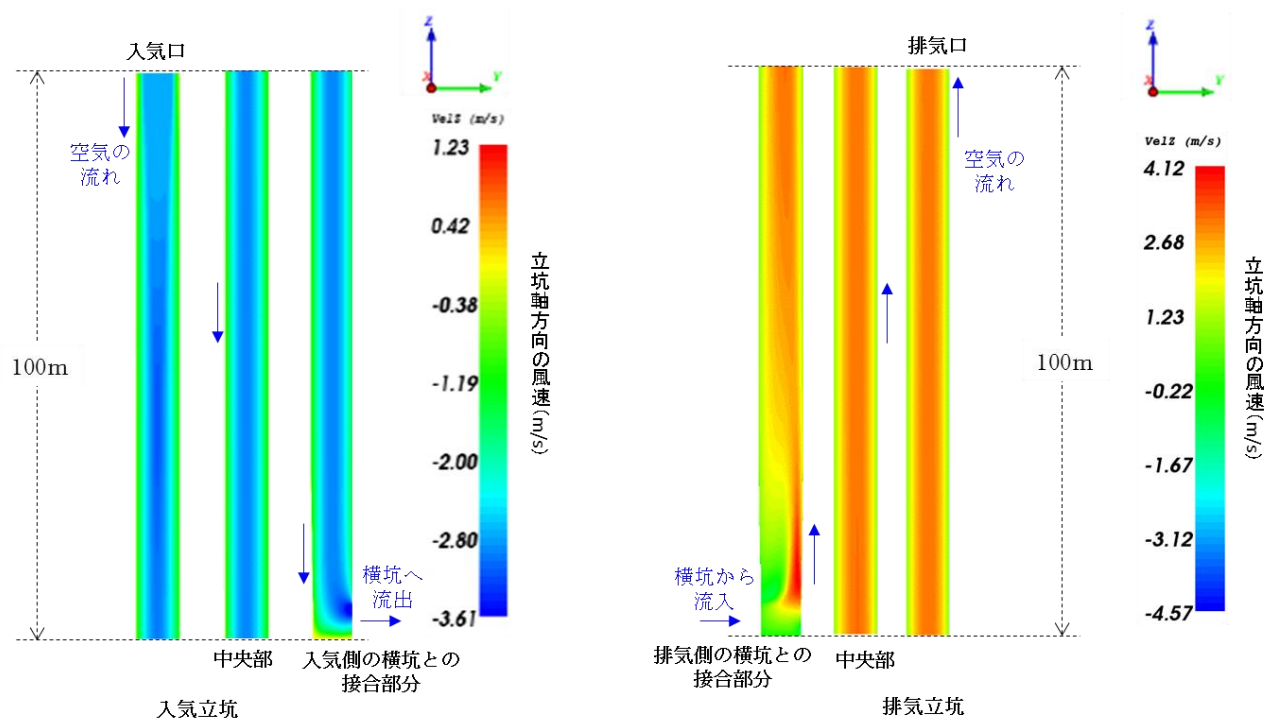 入気口
空気の
流れ
100m
横坑へ
流出
中央部
入気側の横坑との
接合部分
入気立坑
Z
X
Y
VelZ (m/s)
1.23
0.42
-0.38
-1.19
-2.00
-2.80
-3.61
立坑軸方向の風速(m/s)
排気口
空気の
流れ
100m
横坑から
流入
排気側の横坑との
接合部分
中央部
排気立坑
Z
X
Y
VelZ (m/s)
4.12
2.68
1.23
-0.22
-1.67
-3.12
-4.57
立坑軸方向の風速(m/s)